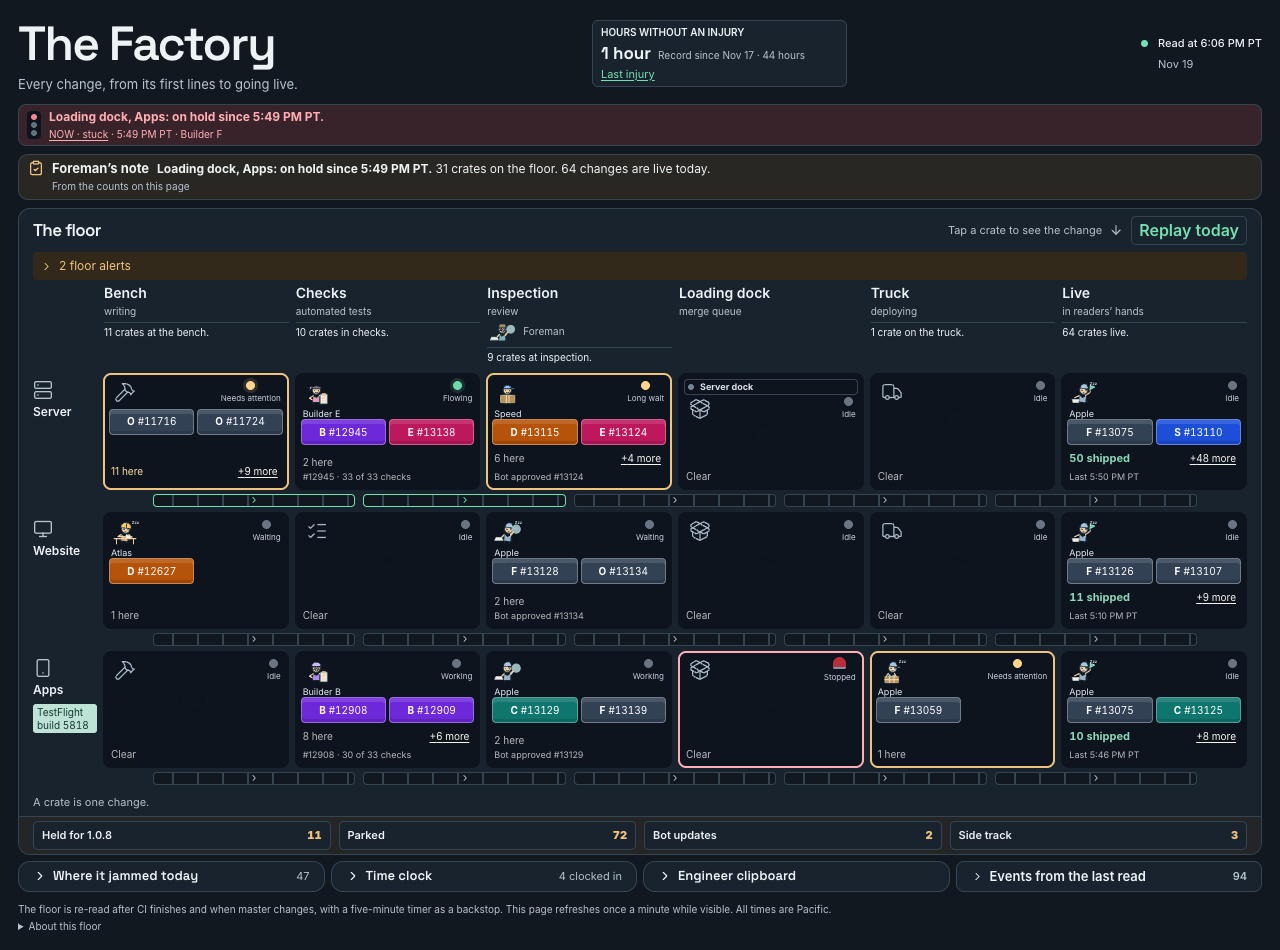 The Factory
Every change, from its first lines to going live.
HOURS WITHOUT AN INJURY
1 hour Record since Nov 17 · 44 hours
Last injury
Read at 6:06 PM PT
Nov 19
Loading dock, Apps: on hold since 5:49 PM PT.
NOW · stuck · 5:49 PM PT · Builder F
Foreman’s note Loading dock, Apps: on hold since 5:49 PM PT. 31 crates on the floor. 64 changes are live today.
From the counts on this page
The floor
Tap a crate to see the change ↓
Replay today
2 floor alerts
Bench
writing
11 crates at the bench.
Checks
automated tests
10 crates in checks.
Inspection
review
Foreman
9 crates at inspection.
Loading dock
merge queue
Truck
deploying
1 crate on the truck.
Live
in readers’ hands
64 crates live.
Server
Needs attention
O #11716 O #11724
11 here +9 more
Flowing
Builder E
B #12945 E #13138
2 here
#12945 · 33 of 33 checks
Long wait
Speed
D #13115 E #13124
6 here +4 more
Bot approved #13124
Server dock
Idle
Clear
Idle
Clear
Idle
Apple
F #13075 S #13110
50 shipped +48 more
Last 5:50 PM PT
Website
Waiting
Atlas
D #12627
1 here
Idle
Clear
Waiting
Apple
F #13128 O #13134
2 here
Bot approved #13134
Idle
Clear
Idle
Clear
Idle
Apple
F #13126 F #13107
11 shipped +9 more
Last 5:10 PM PT
Apps
TestFlight
build 5818
Idle
Clear
Working
Builder B
B #12908 B #12909
8 here +6 more
#12908 · 30 of 33 checks
Working
Apple
C #13129 F #13139
2 here
Bot approved #13129
Stopped
Clear
Needs attention
Apple
F #13059
1 here
Idle
Apple
F #13075 C #13125
10 shipped +8 more
Last 5:46 PM PT
A crate is one change.
Held for 1.0.8 11
Parked 72
Bot updates 2
Side track 3
Where it jammed today 47
Time clock 4 clocked in
Engineer clipboard
Events from the last read 94
The floor is re-read after CI finishes and when master changes, with a five-minute timer as a backstop. This page refreshes once a minute while visible. All times are Pacific.
About this floor